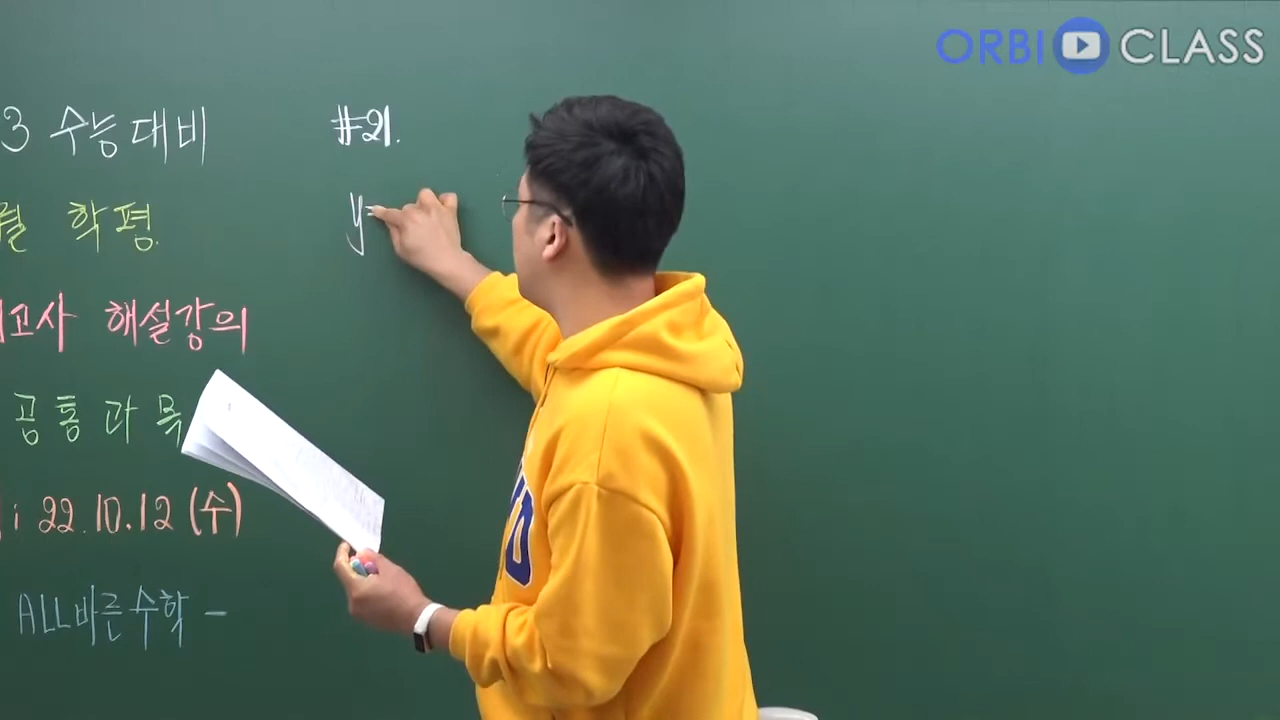 ORBI CLASS
3 수능대비
월 학평.
고사 해설강의
공통과목
22.10.12 (수)
ALL바른수학 -
#21.
y=